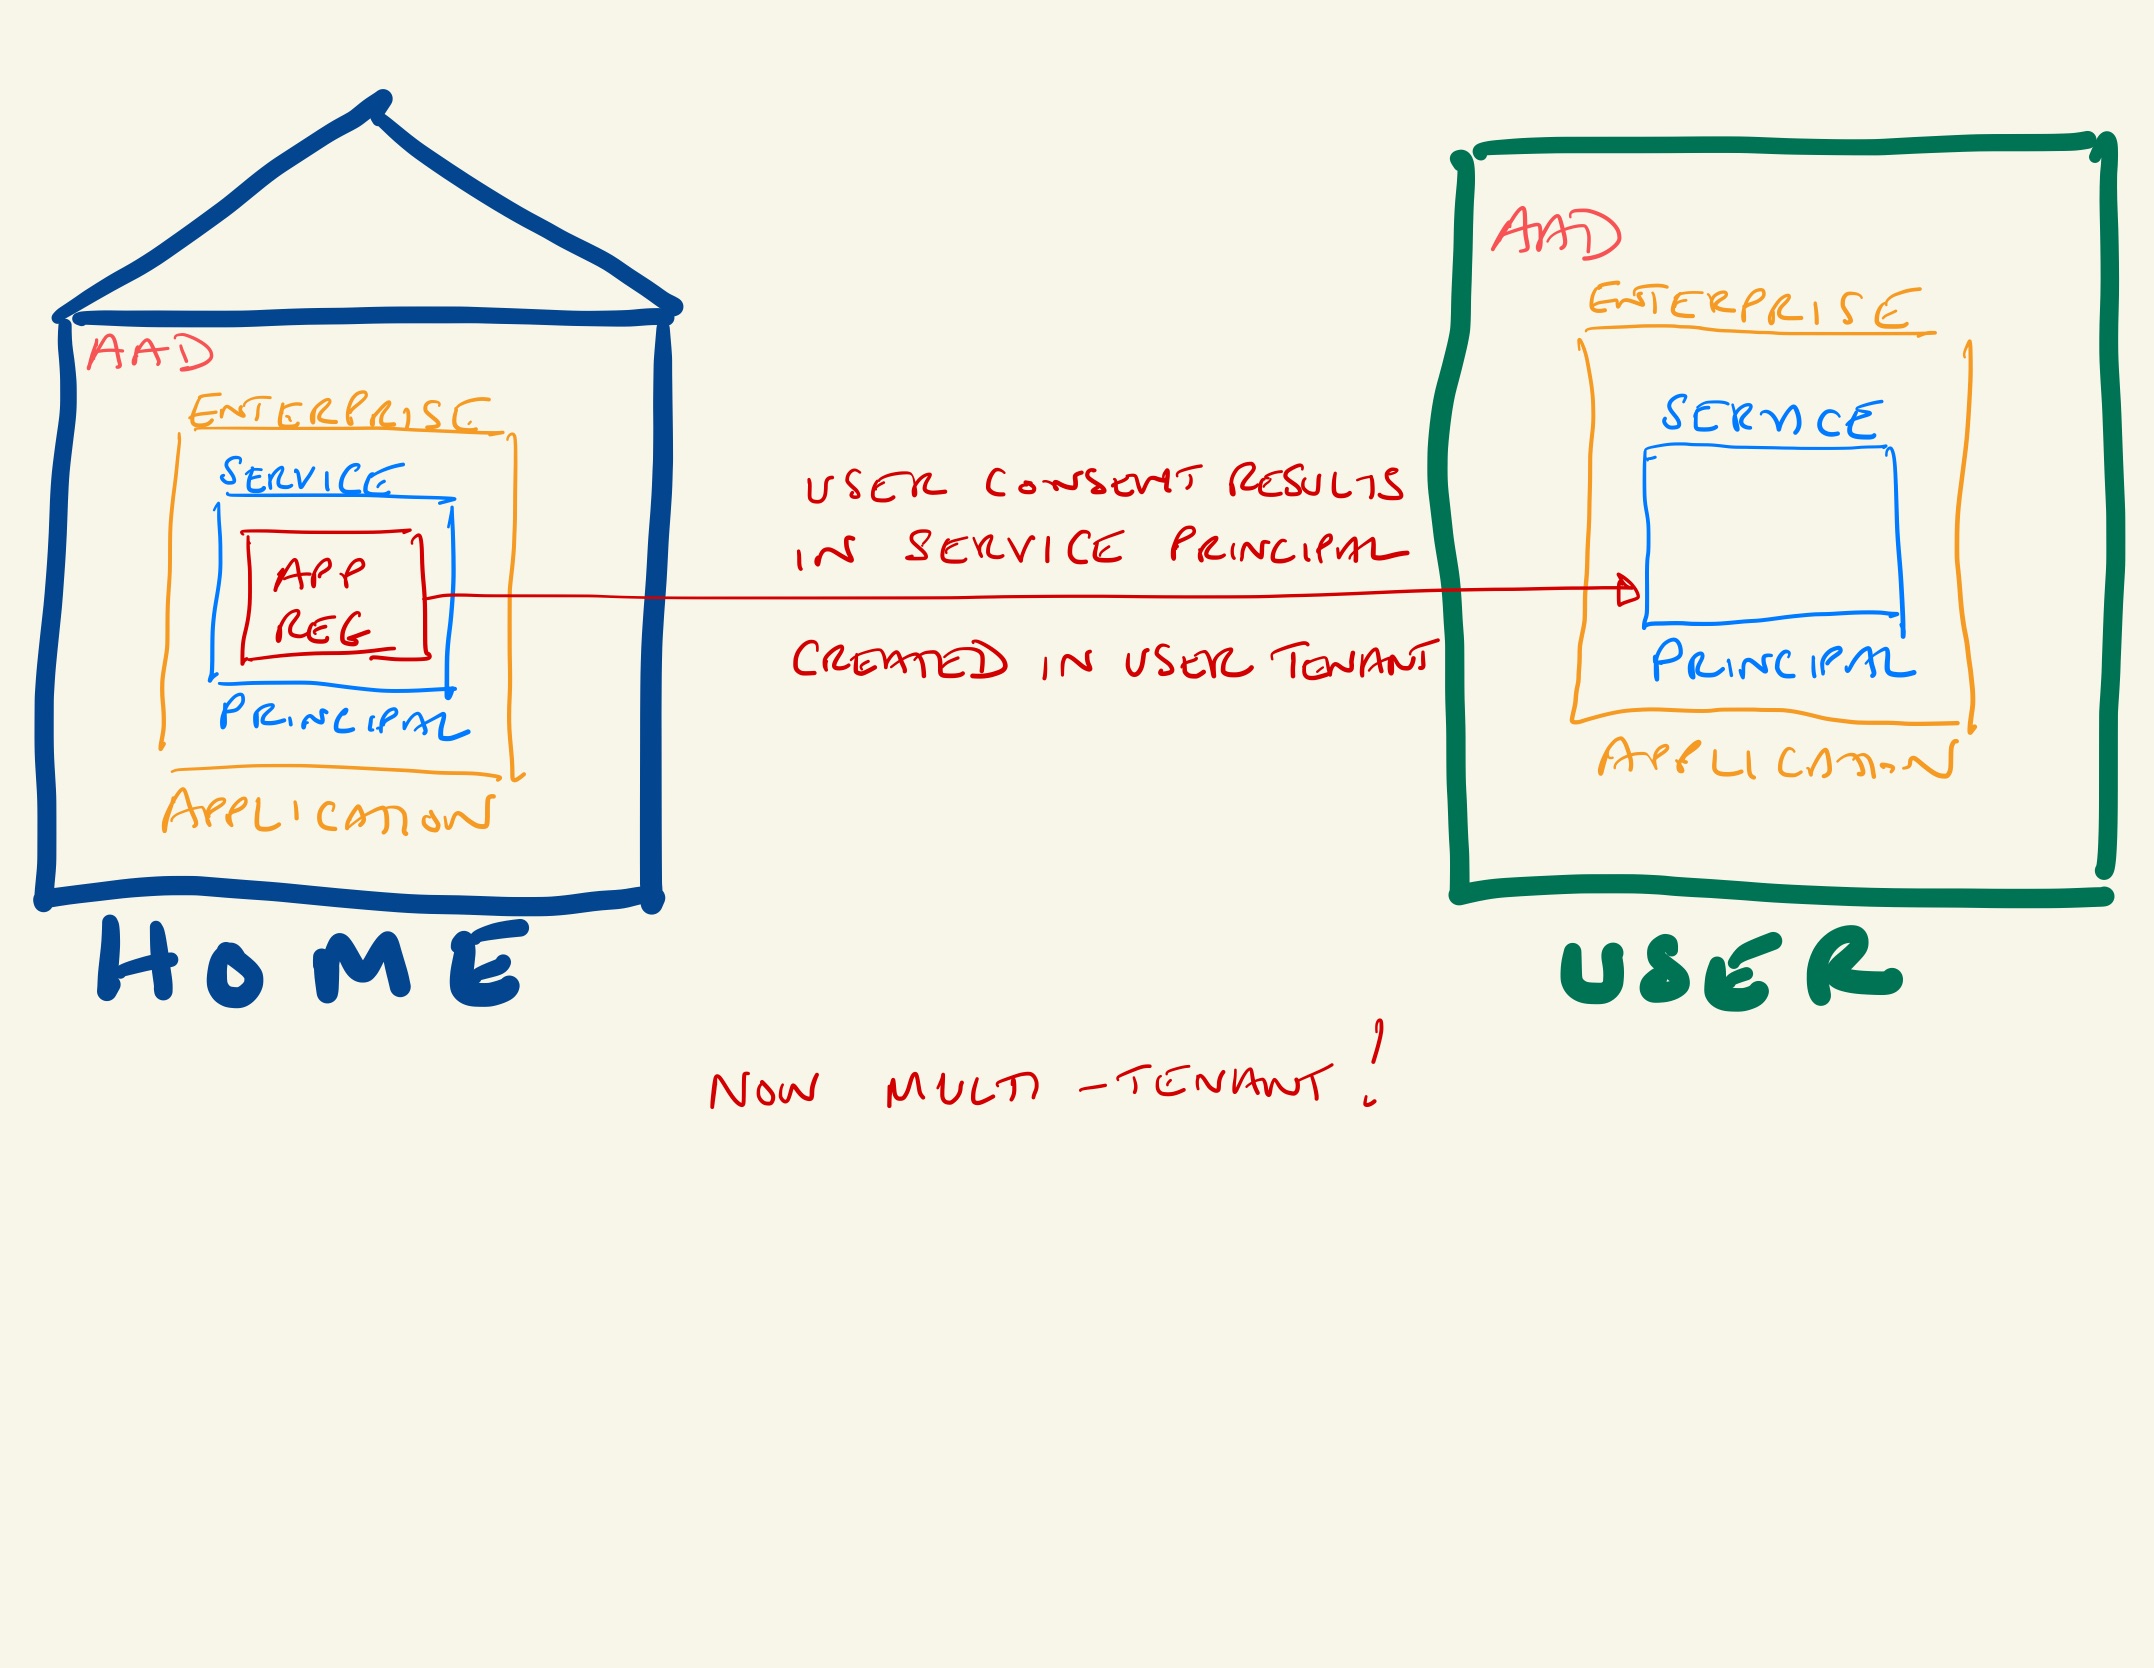 AAD
ENTERPRISE
SERVICE
APP
REG
PRINCIPAL
APPLICATION
HOME
USER CONSENT RESULTS
IN SERVICE PRINCIPAL
CREATED IN USER TENANT
AAD
ENTERPRISE
SERVICE
PRINCIPAL
APPLICATION
USER
NOW MULTI-TENANT!